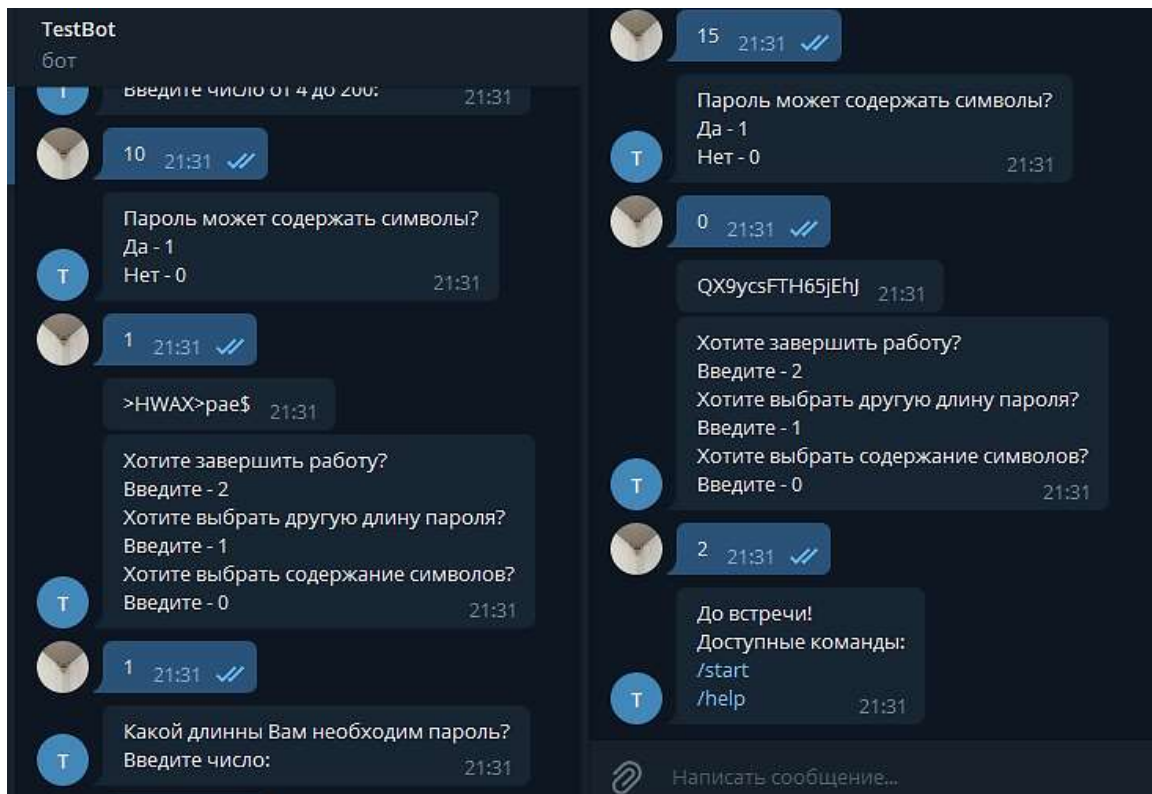 TestBot
бот
Введите число от 4 до 200:
21:31
10 21:31
Пароль может содержать символы?
Да - 1
Нет - 0
21:31
1 21:31
>HWAX>pae$ 21:31
Хотите завершить работу?
Введите - 2
Хотите выбрать другую длину пароля?
Введите - 1
Хотите выбрать содержание символов?
Введите - 0
21:31
1 21:31
Какой длинны Вам необходим пароль?
Введите число:
21:31
15 21:31
Пароль может содержать символы?
Да - 1
Нет - 0
21:31
0 21:31
QX9ycsFTH65jEhJ 21:31
Хотите завершить работу?
Введите - 2
Хотите выбрать другую длину пароля?
Введите - 1
Хотите выбрать содержание символов?
Введите - 0
21:31
2 21:31
До встречи!
Доступные команды:
/start
/help
21:31
Написать сообщение...
T
T
T
T
T
T
T